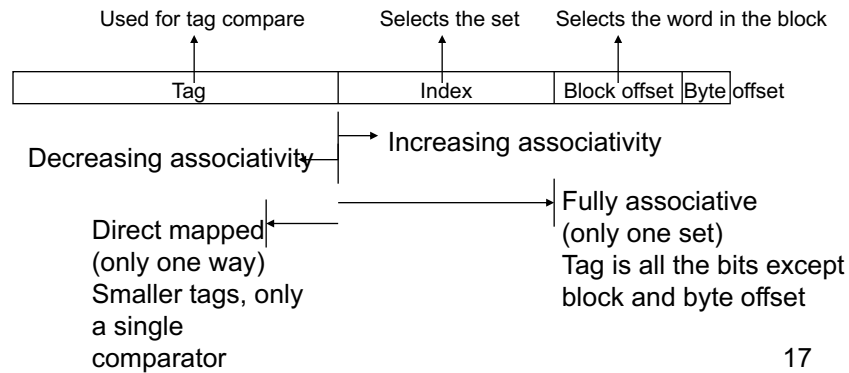 Used for tag compare
Selects the set
Selects the word in the block
Tag
Index
Block offset
Byte offset
Increasing associativity
Decreasing associativity
Fully associative
(only one set)
Tag is all the bits except
block and byte offset
Direct mapped
(only one way)
Smaller tags, only
a single
comparator
17